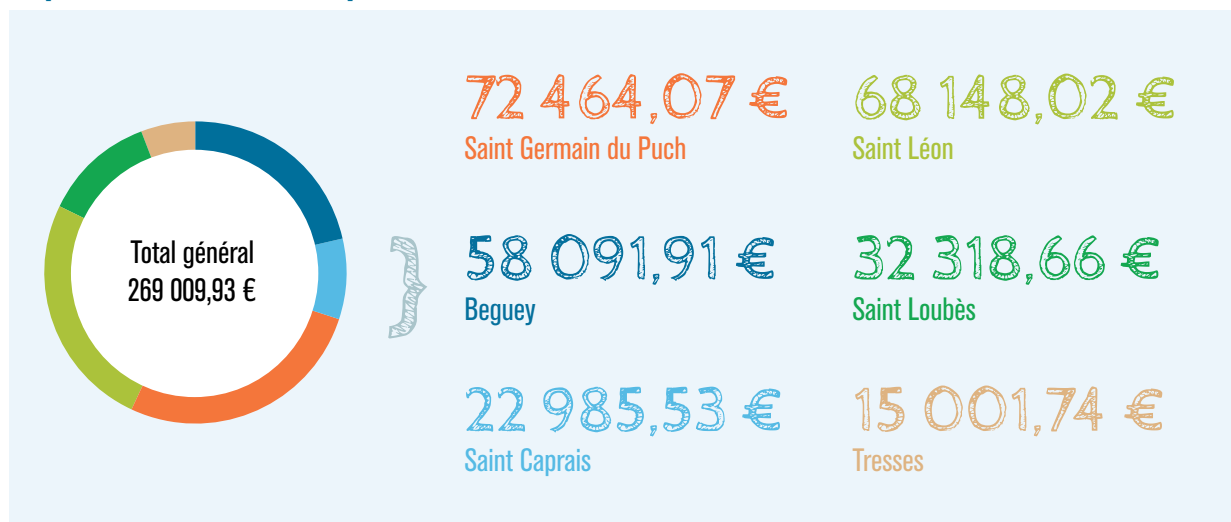 Total général
269 009,93 €
72 464,07 €
Saint Germain du Puch
68 148,02 €
Saint Léon
58 091,91 €
Beguey
32 318,66 €
Saint Loubès
22 985,53 €
Saint Caprais
15 001,74 €
Tresses